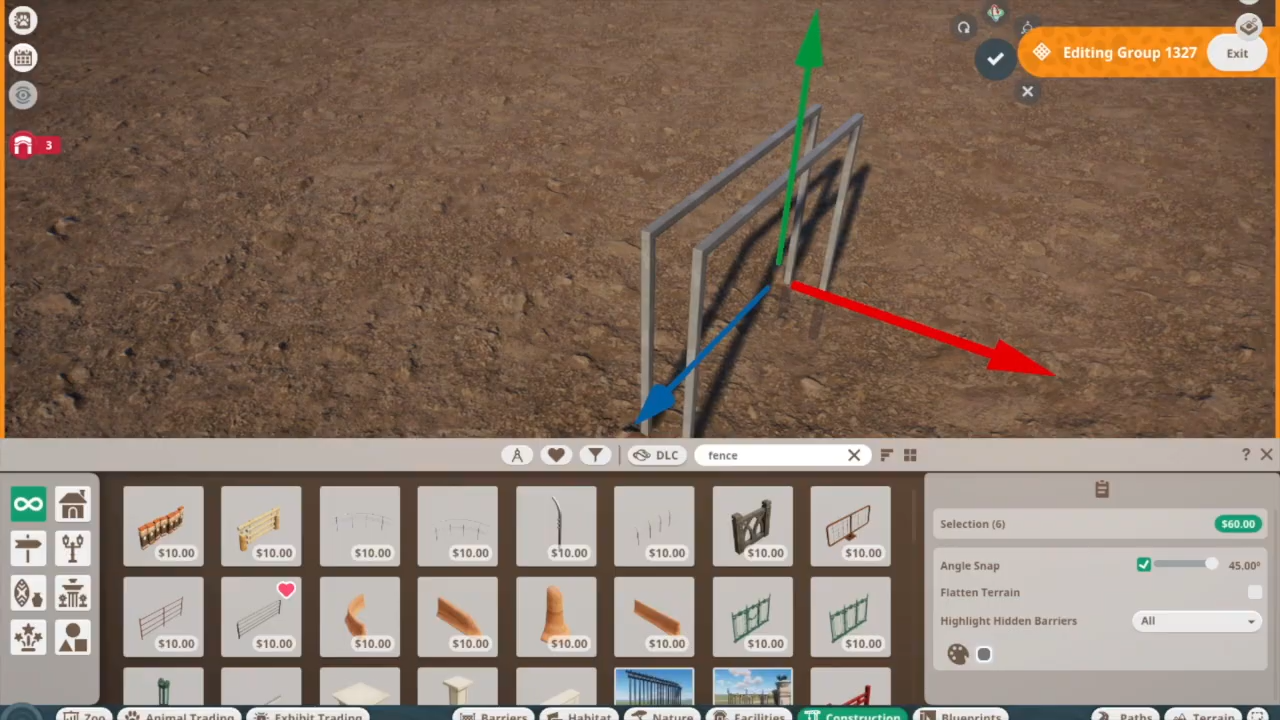 Editing Group 1327
Exit
3
DLC
fence
?
$10.00 $10.00 $10.00 $10.00 $10.00 $10.00 $10.00 $10.00
$10.00 $10.00 $10.00 $10.00 $10.00 $10.00 $10.00 $10.00
Selection (6)
$60.00
Angle Snap
45.00°
Flatten Terrain
Highlight Hidden Barriers
All
Zoo
Animal Trading
Exhibit Trading
Barriers
Habitat
Nature
Facilities
Construction
Blueprints
Paths
Terrain